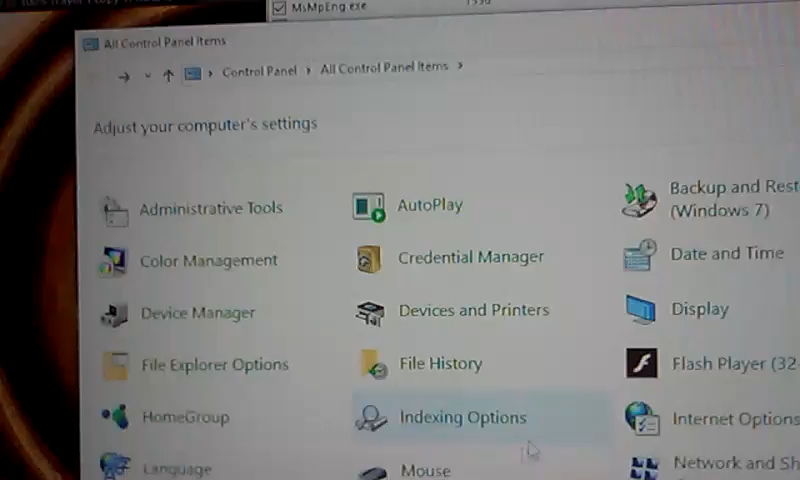 MsMpEng.exe
All Control Panel Items
Control Panel > All Control Panel Items >
Adjust your computer's settings
Administrative Tools
AutoPlay
Backup and Rest
(Windows 7)
Color Management
Credential Manager
Date and Time
Device Manager
Devices and Printers
Display
File Explorer Options
File History
Flash Player (32-
HomeGroup
Indexing Options
Internet Options
Language
Mouse
Network and Sh